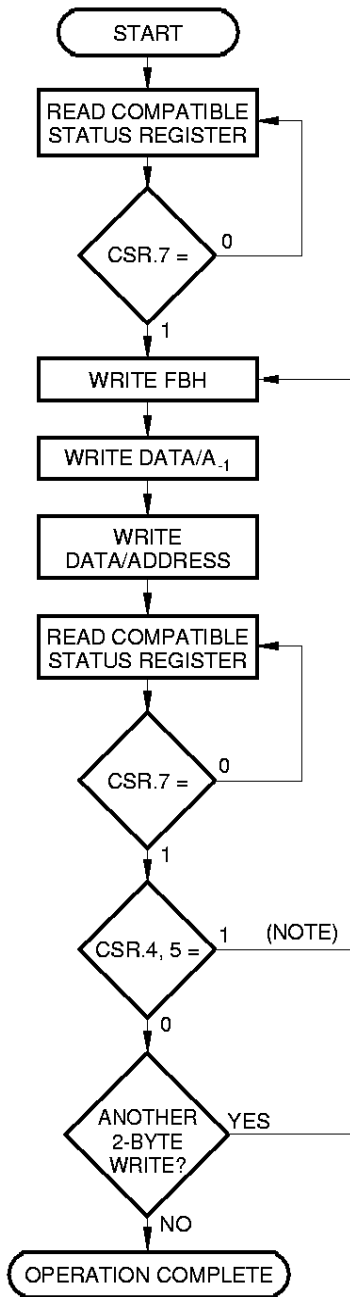 START
READ COMPATIBLE
STATUS REGISTER
CSR.7 =
0
1
WRITE FBH
WRITE DATA/A-1
WRITE
DATA/ADDRESS
READ COMPATIBLE
STATUS REGISTER
CSR.7 =
0
1
CSR.4, 5 =
1
(NOTE)
0
ANOTHER
2-BYTE
WRITE?
YES
NO
OPERATION COMPLETE